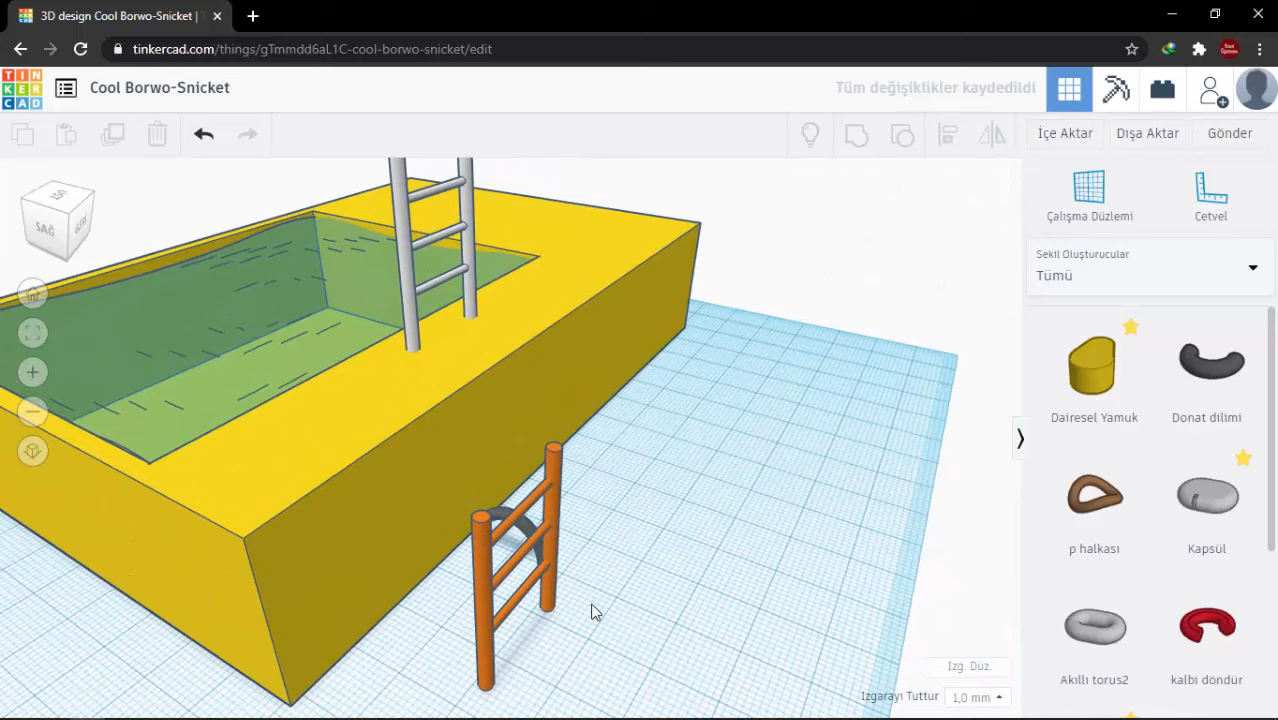 3D design Cool Borwo-Snicket |
tinkercad.com/things/gTmmdd6aL1C-cool-borwo-snicket/edit
TIN
KER
CAD
Cool Borwo-Snicket
Tüm değişiklikler kaydedildi
İçe Aktar
Dışa Aktar
Gönder
ÜST
SAĞ
Çalışma Düzlemi
Cetvel
Şekil Oluşturucular
Tümü
Dairesel Yamuk
Donat dilimi
p halkası
Kapsül
Akıllı torus2
kalbi döndür
Izg. Düz.
Izgarayı Tuttur
1,0 mm